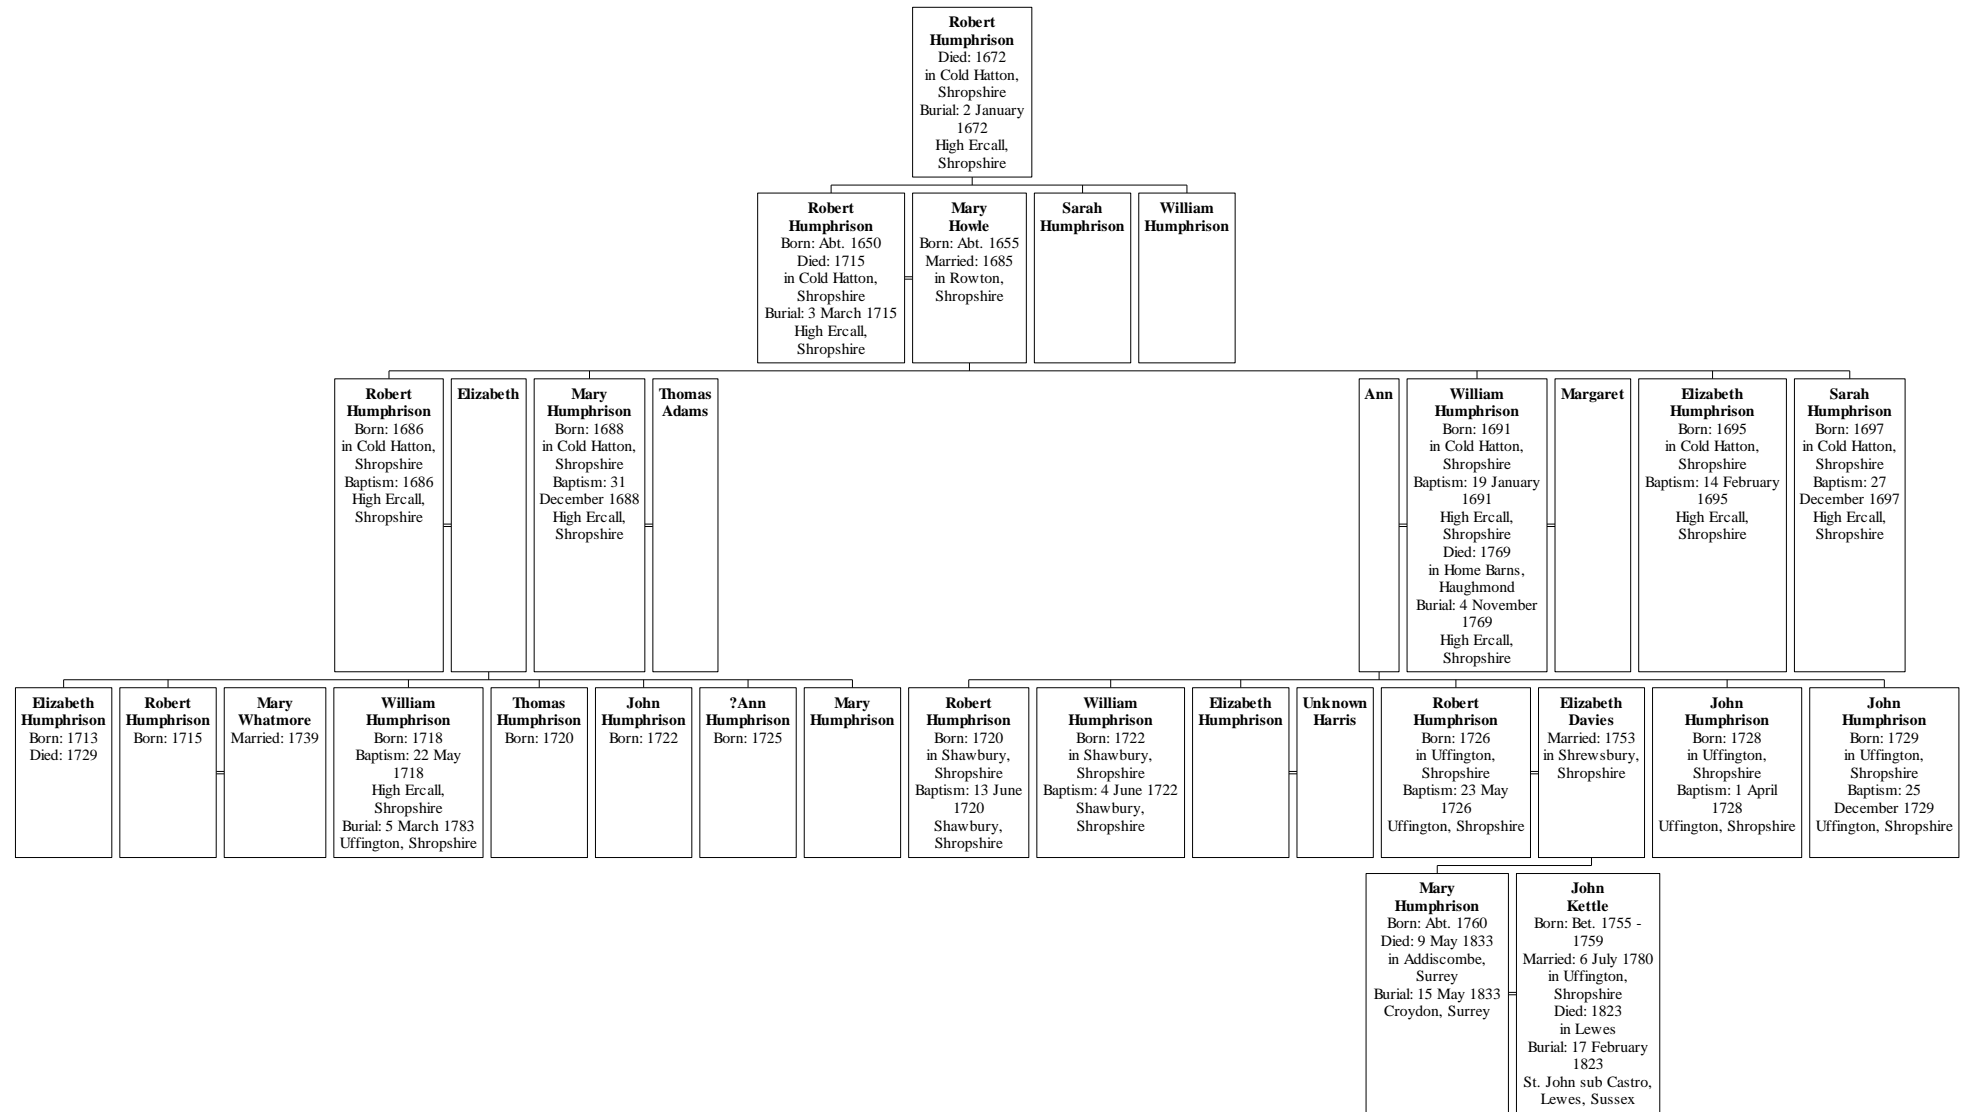 Robert
Humphrison
Died: 1672
in Cold Hatton,
Shropshire
Burial: 2 January
1672
High Ercall,
Shropshire
Robert
Humphrison
Born: Abt. 1650
Died: 1715
in Cold Hatton,
Shropshire
Burial: 3 March 1715
High Ercall,
Shropshire
Mary
Howle
Born: Abt. 1655
Married: 1685
in Rowton,
Shropshire
Sarah
Humphrison
William
Humphrison
Robert
Humphrison
Born: 1686
in Cold Hatton,
Shropshire
Baptism: 1686
High Ercall,
Shropshire
Elizabeth
Mary
Humphrison
Born: 1688
in Cold Hatton,
Shropshire
Baptism: 31
December 1688
High Ercall,
Shropshire
Thomas
Adams
Ann
William
Humphrison
Born: 1691
in Cold Hatton,
Shropshire
Baptism: 19 January
1691
High Ercall,
Shropshire
Died: 1769
in Home Barns,
Haughmond
Burial: 4 November
1769
High Ercall,
Shropshire
Margaret
Elizabeth
Humphrison
Born: 1695
in Cold Hatton,
Shropshire
Baptism: 14 February
1695
High Ercall,
Shropshire
Sarah
Humphrison
Born: 1697
in Cold Hatton,
Shropshire
Baptism: 27
December 1697
High Ercall,
Shropshire
Elizabeth
Humphrison
Born: 1713
Died: 1729
Robert
Humphrison
Born: 1715
Mary
Whatmore
Married: 1739
William
Humphrison
Born: 1718
Baptism: 22 May
1718
High Ercall,
Shropshire
Burial: 5 March 1783
Uffington, Shropshire
Thomas
Humphrison
Born: 1720
John
Humphrison
Born: 1722
?Ann
Humphrison
Born: 1725
Mary
Humphrison
Robert
Humphrison
Born: 1720
in Shawbury,
Shropshire
Baptism: 13 June
1720
Shawbury,
Shropshire
William
Humphrison
Born: 1722
in Shawbury,
Shropshire
Baptism: 4 June 1722
Shawbury,
Shropshire
Elizabeth
Humphrison
Unknown
Harris
Robert
Humphrison
Born: 1726
in Uffington,
Shropshire
Baptism: 23 May
1726
Uffington, Shropshire
Elizabeth
Davies
Married: 1753
in Shrewsbury,
Shropshire
John
Humphrison
Born: 1728
in Uffington,
Shropshire
Baptism: 1 April
1728
Uffington, Shropshire
John
Humphrison
Born: 1729
in Uffington,
Shropshire
Baptism: 25
December 1729
Uffington, Shropshire
Mary
Humphrison
Born: Abt. 1760
Died: 9 May 1833
in Addiscombe,
Surrey
Burial: 15 May 1833
Croydon, Surrey
John
Kettle
Born: Bet. 1755 -
1759
Married: 6 July 1780
in Uffington,
Shropshire
Died: 1823
in Lewes
Burial: 17 February
1823
St. John sub Castro,
Lewes, Sussex